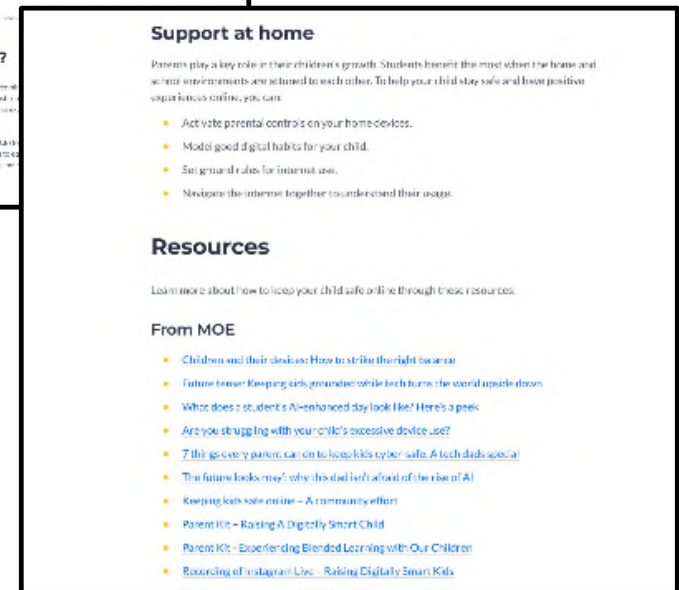 ?
Support at home
Parents play a key role in their children's growth. Students benefit the most when the home and
school environments are attuned to each other. To help your child stay safe and have positive
experiences online, you can:
Activate parental controls on your home devices.
Model good digital habits for your child.
Set ground rules for internet use.
Navigate the internet together to understand their usage.
Resources
Learn more about how to keep your child safe online through these resources.
From MOE
Children and their devices: How to strike the right balance
Future tense: Keeping kids grounded while tech turns the world upside down
What does a student's AI-enhanced day look like? Here's a peek
Are you struggling with your child's excessive device use?
7 things every parent can do to keep kids cyber-safe: A tech dads special
'The future looks rosy': why this dad isn't afraid of the rise of AI
Keeping kids safe online – A community effort
Parent Kit – Raising A Digitally Smart Child
Parent Kit - Experiencing Blended Learning with Our Children
Recording of Instagram Live – Raising Digitally Smart Kids